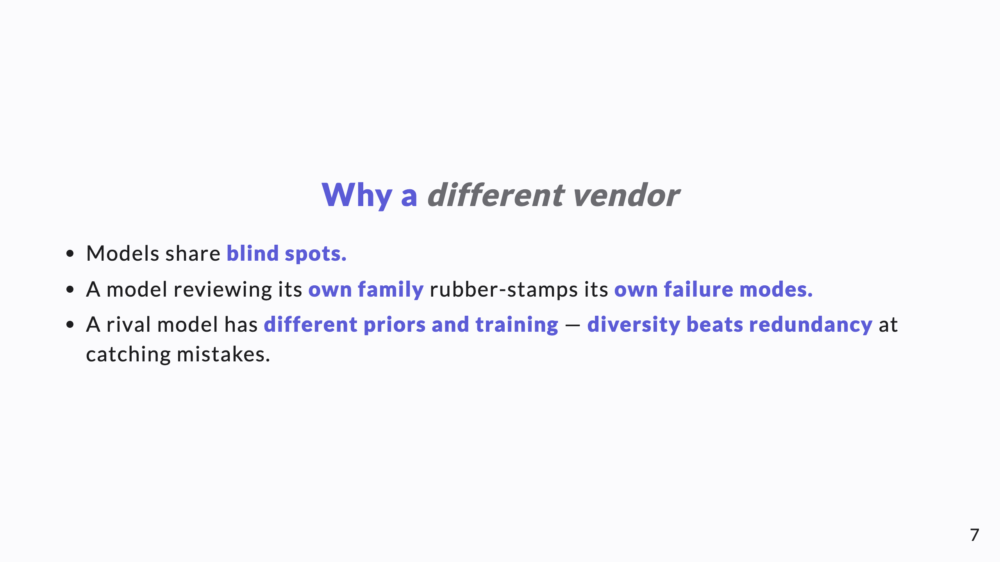 Why a different vendor
• Models share blind spots.
• A model reviewing its own family rubber-stamps its own failure modes.
• A rival model has different priors and training — diversity beats redundancy at
catching mistakes.
7